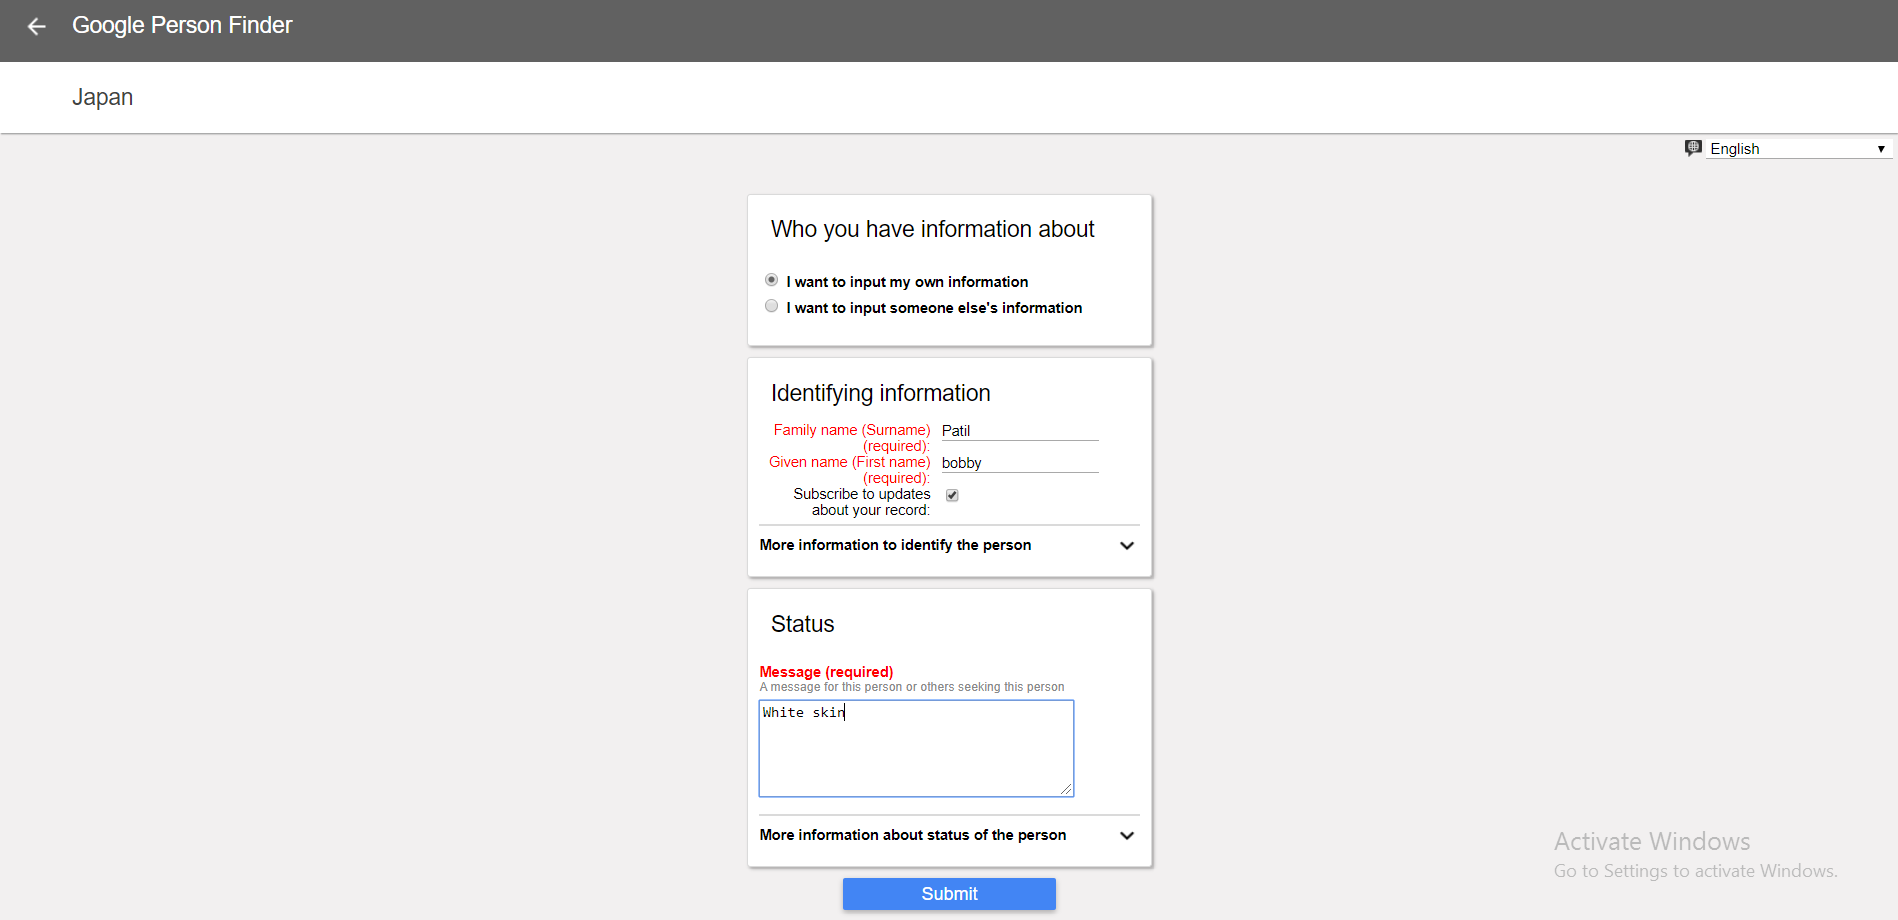 Google Person Finder
Japan
English
Who you have information about
I want to input my own information
I want to input someone else's information
Identifying information
Family name (Surname)
(required):
Patil
Given name (First name)
(required):
bobby
Subscribe to updates
about your record:
More information to identify the person
Status
Message (required)
A message for this person or others seeking this person
White skin
More information about status of the person
Submit
Activate Windows
Go to Settings to activate Windows.